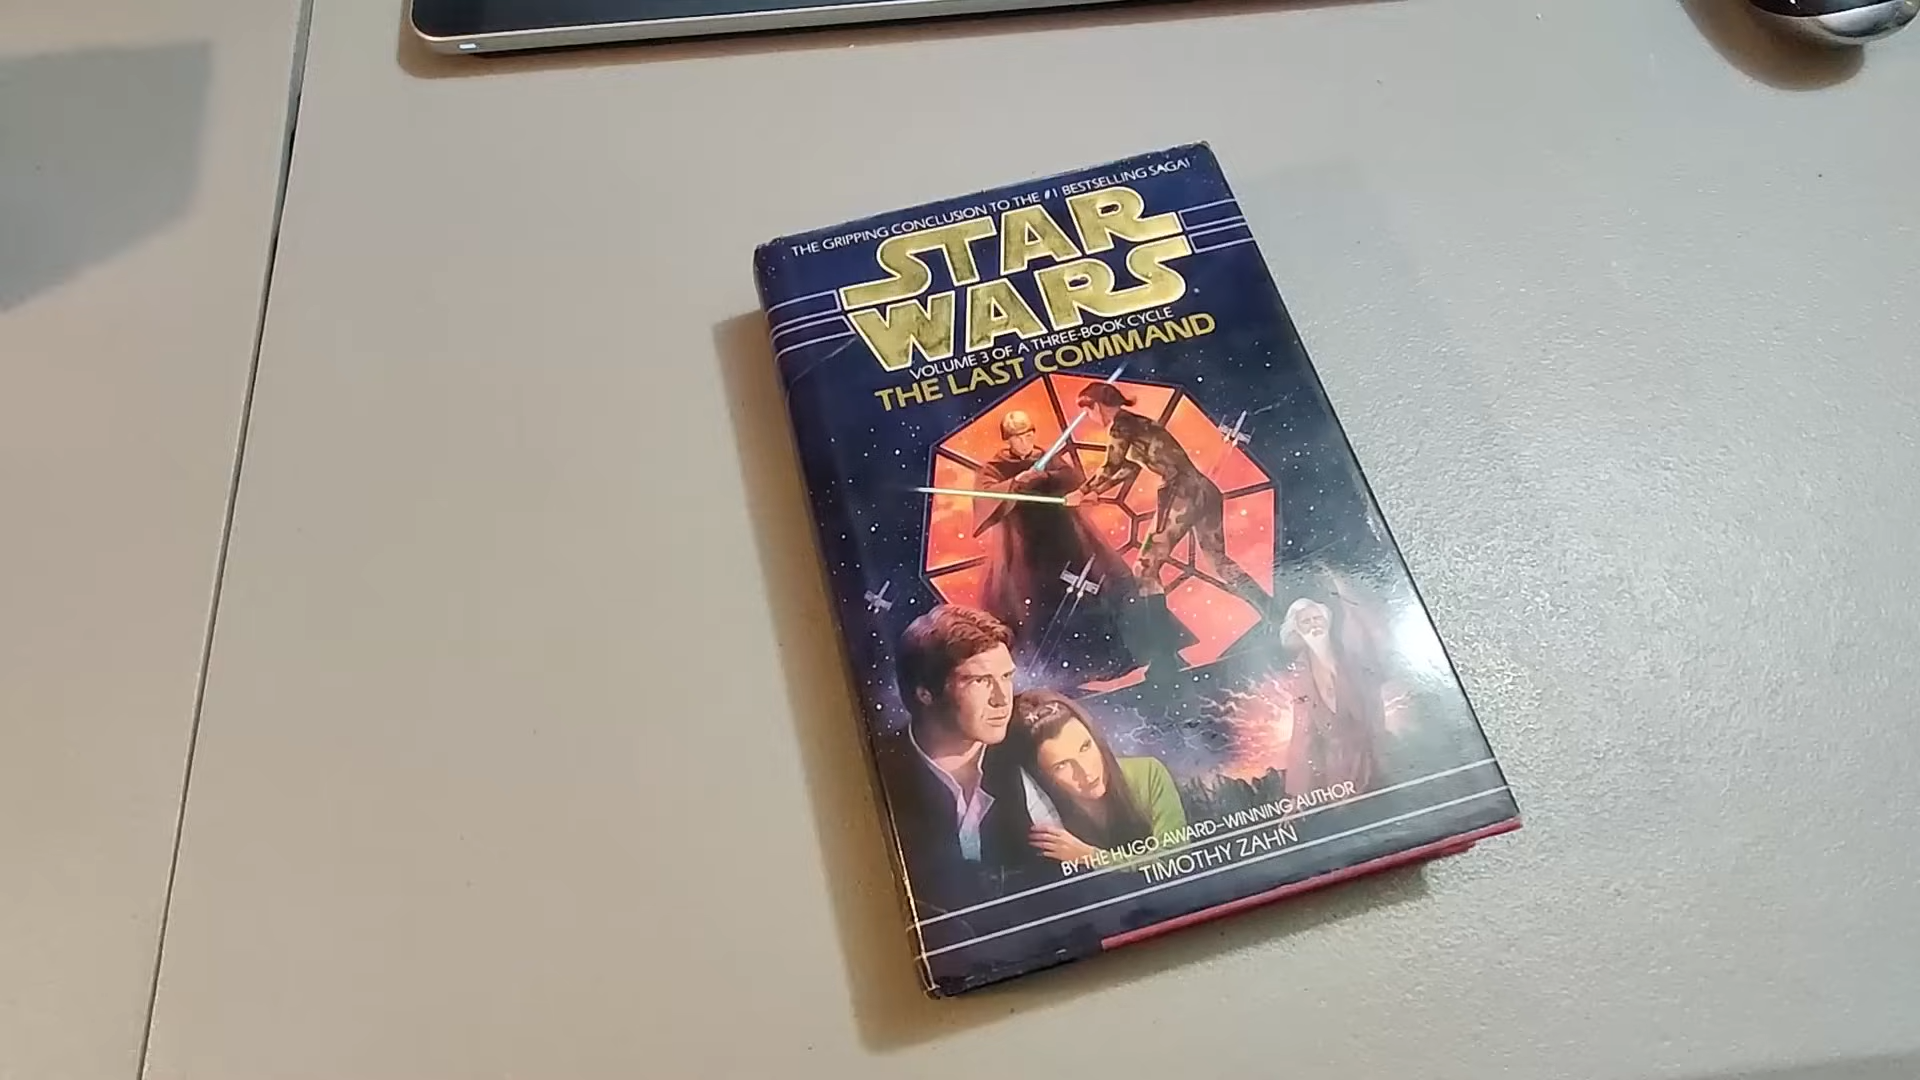 THE GRIPPING CONCLUSION TO THE #1 BESTSELLING SAGA!
STAR
WARS
VOLUME 3 OF A THREE-BOOK CYCLE
THE LAST COMMAND
BY THE HUGO AWARD–WINNING AUTHOR
TIMOTHY ZAHN